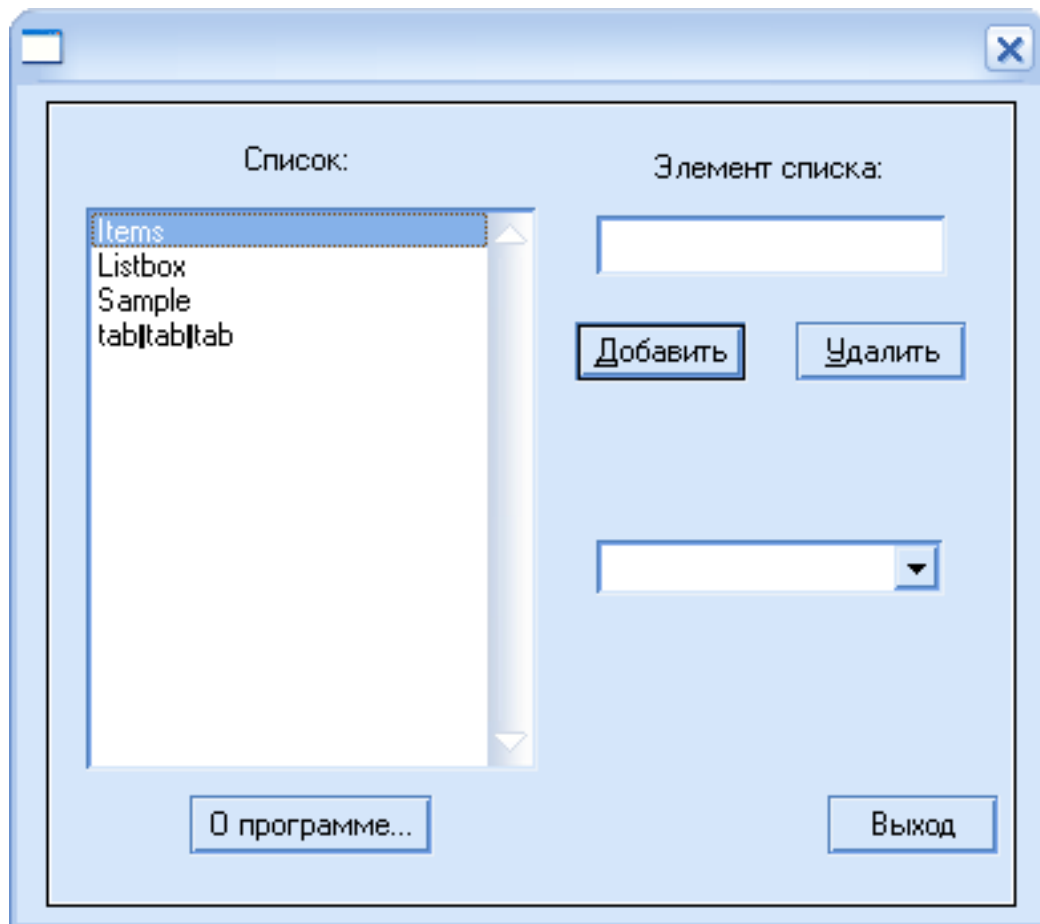 Список:
Элемент списка:
Items
Listbox
Sample
tab|tab|tab
Добавить
Удалить
О программе...
Выход